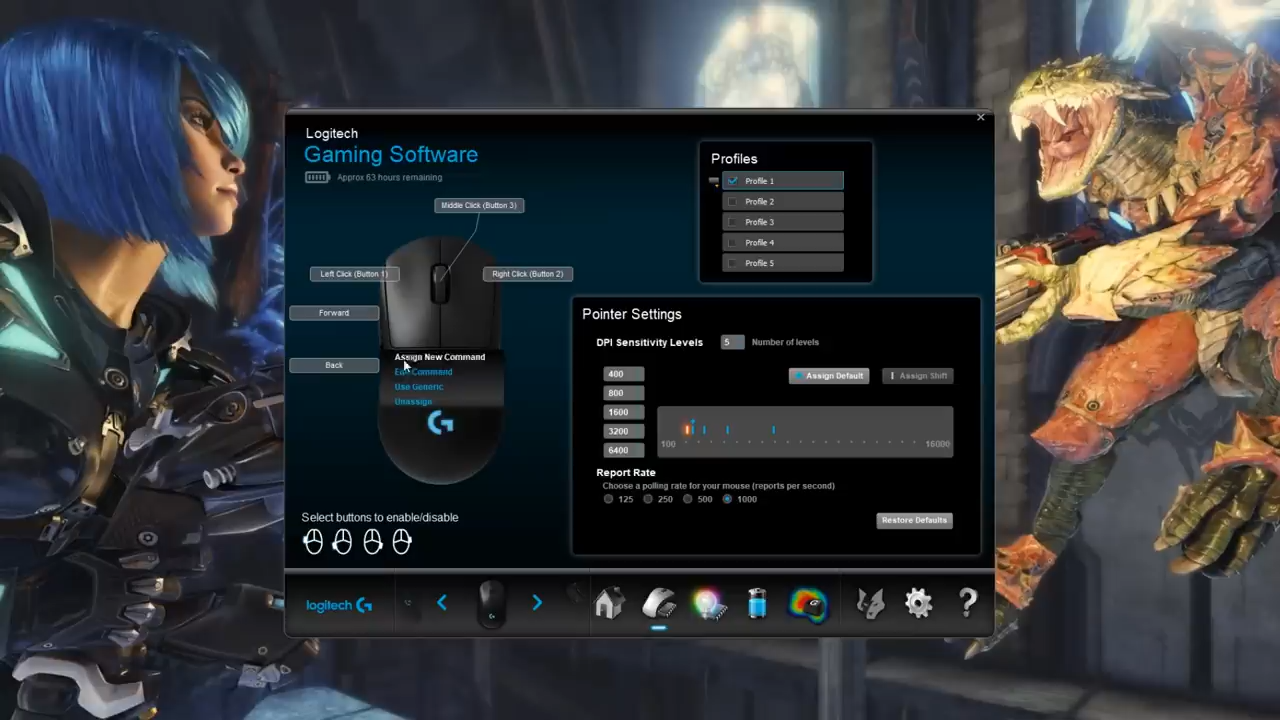 Logitech
Gaming Software
Approx 63 hours remaining
Middle Click (Button 3)
Left Click (Button 1)
Right Click (Button 2)
Forward
Back
Assign New Command
Edit Command
Use Generic
Unassign
G
Select buttons to enable/disable
Profiles
Profile 1
Profile 2
Profile 3
Profile 4
Profile 5
Pointer Settings
DPI Sensitivity Levels 5 Number of levels
400
800
1600
3200
6400
Assign Default
Assign Shift
100
16000
Report Rate
Choose a polling rate for your mouse (reports per second)
125 250 500 1000
Restore Defaults
logitech G
?